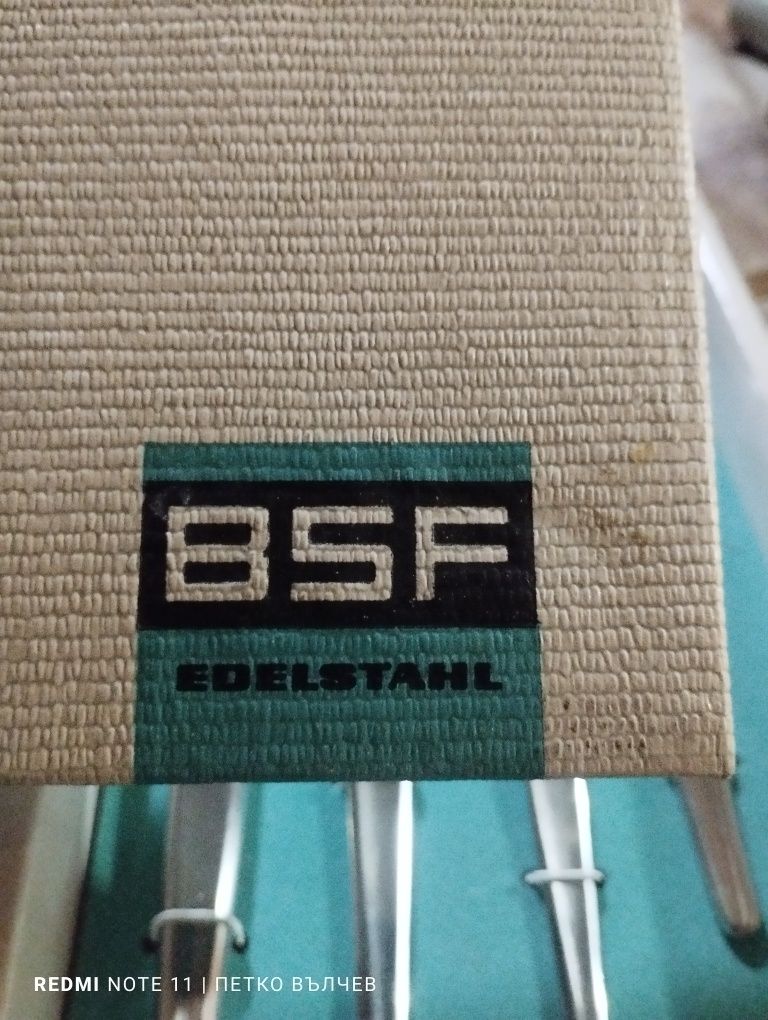 BSF
EDELSTAHL
REDMI NOTE 11 | ПЕТКО ВЪЛЧЕВ